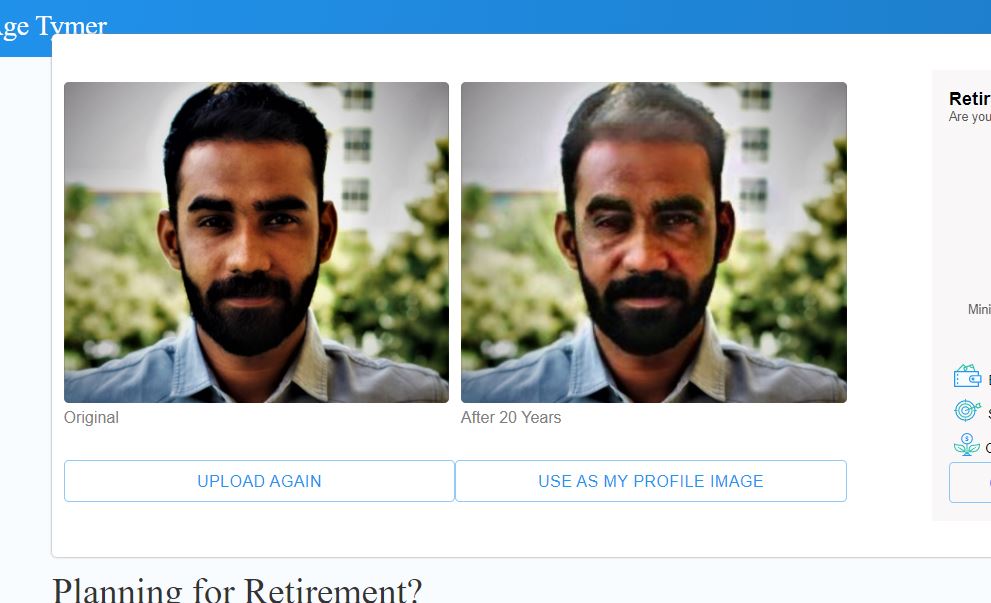 ge Tymer
Retir
Are you
Mini
Original
After 20 Years
UPLOAD AGAIN
USE AS MY PROFILE IMAGE
Planning for Retirement?